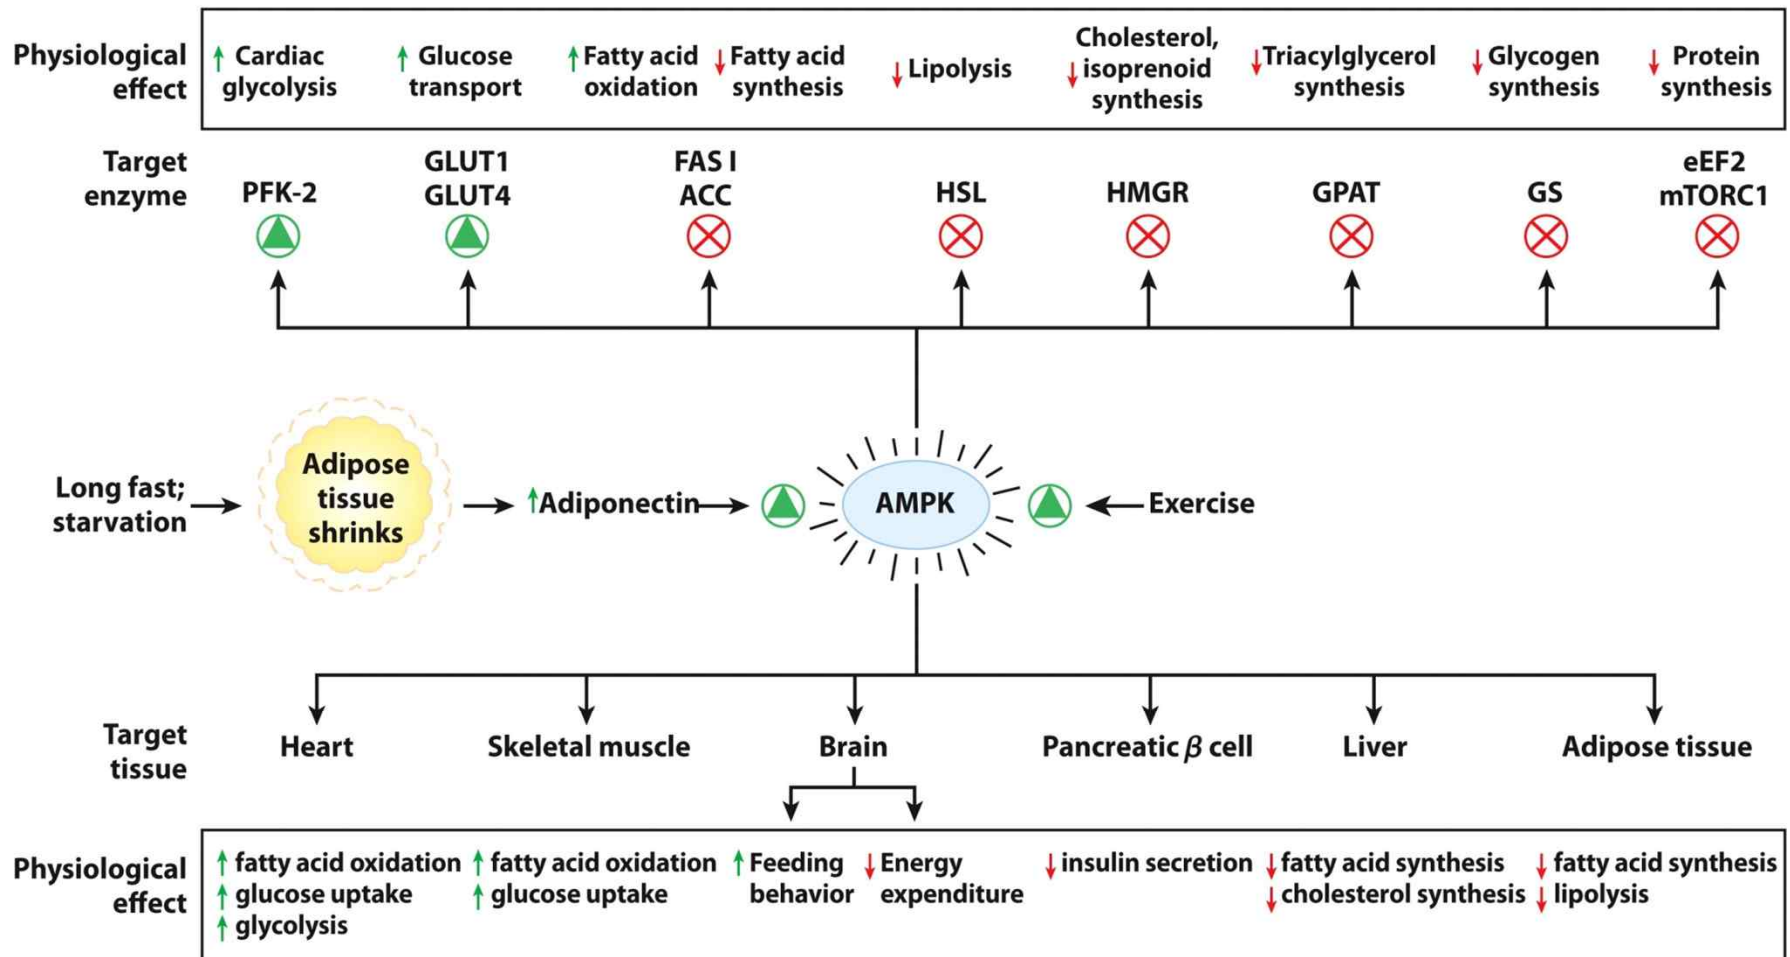 Physiological
effect
↑ Cardiac
glycolysis
↑ Glucose
transport
↑ Fatty acid
oxidation
↓ Fatty acid
synthesis
↓ Lipolysis
Cholesterol,
↓ isoprenoid
synthesis
↓ Triacylglycerol
synthesis
↓ Glycogen
synthesis
↓ Protein
synthesis
Target
enzyme
PFK-2
GLUT1
GLUT4
FAS I
ACC
HSL
HMGR
GPAT
GS
eEF2
mTORC1
Long fast;
starvation
Adipose
tissue
shrinks
↑ Adiponectin
AMPK
Exercise
Target
tissue
Heart
Skeletal muscle
Brain
Pancreatic β cell
Liver
Adipose tissue
Physiological
effect
↑ fatty acid oxidation
↑ glucose uptake
↑ glycolysis
↑ fatty acid oxidation
↑ glucose uptake
↑ Feeding
behavior
↓ Energy
expenditure
↓ insulin secretion
↓ fatty acid synthesis
↓ cholesterol synthesis
↓ fatty acid synthesis
↓ lipolysis